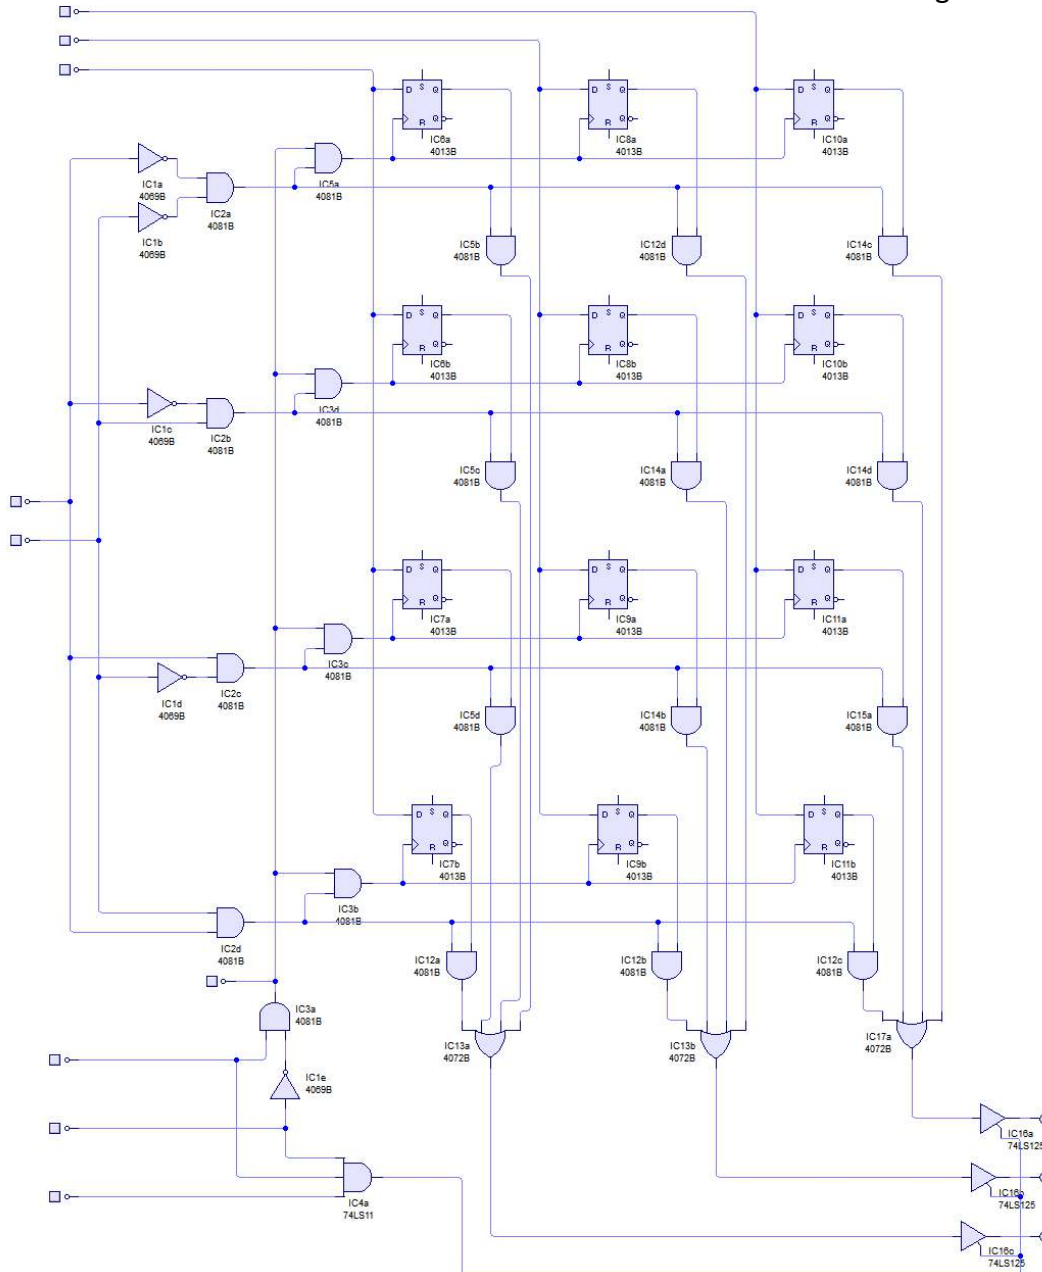 g
D S Q
R Q
IC6a
4013B
D S Q
R Q
IC8a
4013B
D S Q
R Q
IC10a
4013B
IC1a
4069B
IC5a
4081B
IC2a
4081B
IC1b
4069B
IC5b
4081B
IC12d
4081B
IC14c
4081B
D S Q
R Q
IC6b
4013B
D S Q
R Q
IC8b
4013B
D S Q
R Q
IC10b
4013B
IC3d
4081B
IC1c
4069B
IC2b
4081B
IC5c
4081B
IC14a
4081B
IC14d
4081B
D S Q
R Q
IC7a
4013B
D S Q
R Q
IC9a
4013B
D S Q
R Q
IC11a
4013B
IC3c
4081B
IC2c
4081B
IC1d
4069B
IC5d
4081B
IC14b
4081B
IC15a
4081B
D S Q
R Q
IC7b
4013B
D S Q
R Q
IC9b
4013B
D S Q
R Q
IC11b
4013B
IC3b
4081B
IC2d
4081B
IC12a
4081B
IC12b
4081B
IC12c
4081B
IC3a
4081B
IC13a
4072B
IC13b
4072B
IC17a
4072B
IC1e
4069B
IC16a
74LS125
IC4a
74LS11
IC16b
74LS125
IC16c
74LS125